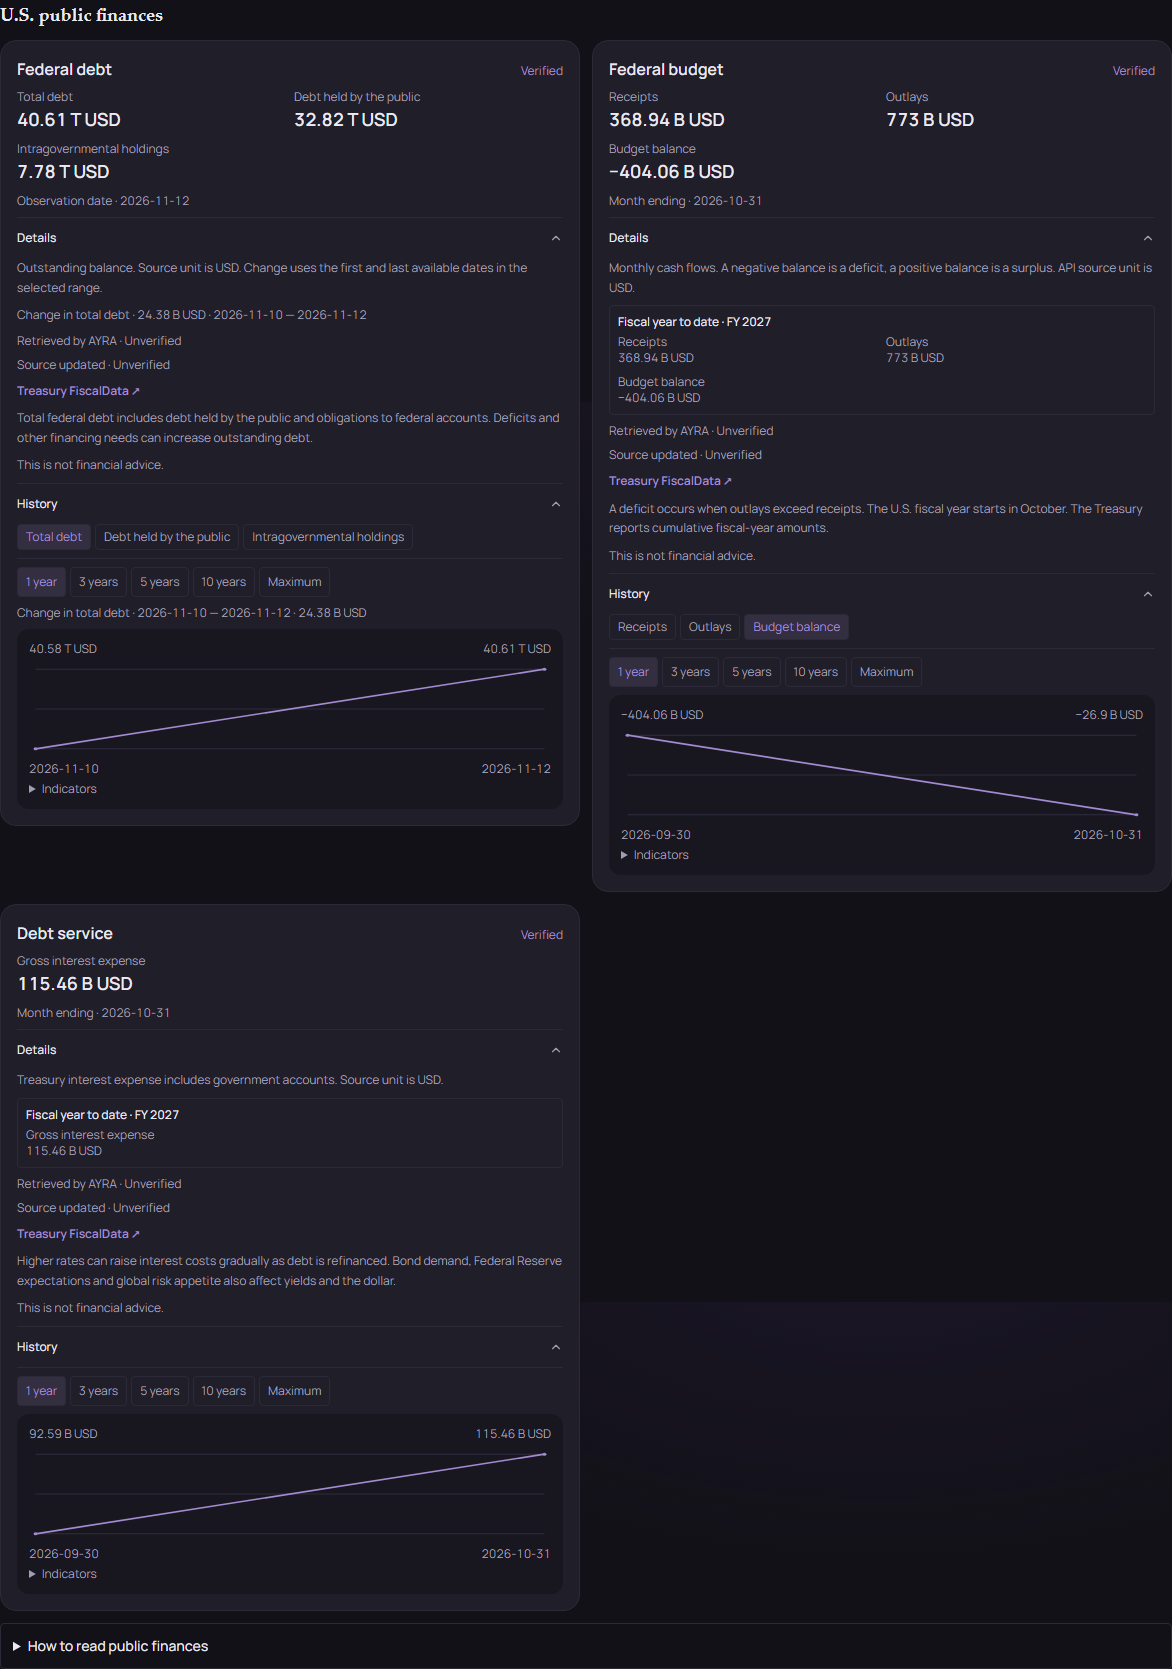 U.S. public finances
Federal debt
Verified
Total debt
Debt held by the public
40.61 T USD
32.82 T USD
Intragovernmental holdings
7.78 T USD
Observation date · 2026-11-12
Details
Outstanding balance. Source unit is USD. Change uses the first and last available dates in the
selected range.
Change in total debt · 24.38 B USD · 2026-11-10 — 2026-11-12
Retrieved by AYRA · Unverified
Source updated · Unverified
Treasury FiscalData ↗
Total federal debt includes debt held by the public and obligations to federal accounts. Deficits and
other financing needs can increase outstanding debt.
This is not financial advice.
History
Total debt
Debt held by the public
Intragovernmental holdings
1 year
3 years
5 years
10 years
Maximum
Change in total debt · 2026-11-10 — 2026-11-12 · 24.38 B USD
40.58 T USD
40.61 T USD
2026-11-10
2026-11-12
▶ Indicators
Federal budget
Verified
Receipts
Outlays
368.94 B USD
773 B USD
Budget balance
−404.06 B USD
Month ending · 2026-10-31
Details
Monthly cash flows. A negative balance is a deficit, a positive balance is a surplus. API source unit is
USD.
Fiscal year to date · FY 2027
Receipts
Outlays
368.94 B USD
773 B USD
Budget balance
−404.06 B USD
Retrieved by AYRA · Unverified
Source updated · Unverified
Treasury FiscalData ↗
A deficit occurs when outlays exceed receipts. The U.S. fiscal year starts in October. The Treasury
reports cumulative fiscal-year amounts.
This is not financial advice.
History
Receipts
Outlays
Budget balance
1 year
3 years
5 years
10 years
Maximum
−404.06 B USD
−26.9 B USD
2026-09-30
2026-10-31
▶ Indicators
Debt service
Verified
Gross interest expense
115.46 B USD
Month ending · 2026-10-31
Details
Treasury interest expense includes government accounts. Source unit is USD.
Fiscal year to date · FY 2027
Gross interest expense
115.46 B USD
Retrieved by AYRA · Unverified
Source updated · Unverified
Treasury FiscalData ↗
Higher rates can raise interest costs gradually as debt is refinanced. Bond demand, Federal Reserve
expectations and global risk appetite also affect yields and the dollar.
This is not financial advice.
History
1 year
3 years
5 years
10 years
Maximum
92.59 B USD
115.46 B USD
2026-09-30
2026-10-31
▶ Indicators
▶ How to read public finances